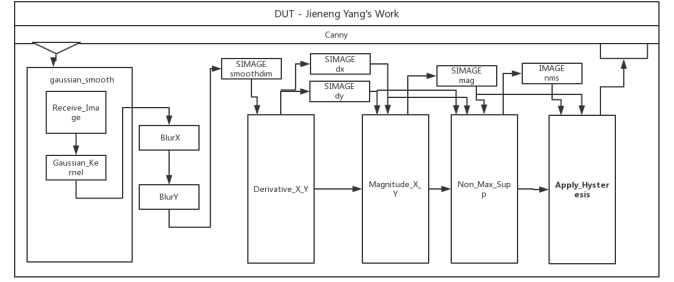 DUT - Jieneng Yang's Work
Canny
gaussian_smooth
Receive_Ima
ge
Gaussian_Ke
rnel
BlurX
BlurY
SIMAGE
smoothdim
SIMAGE
dx
SIMAGE
dy
SIMAGE
mag
IMAGE
nms
Derivative_X_Y
Magnitude_X_
Y
Non_Max_Sup
p
Apply_Hyster
esis